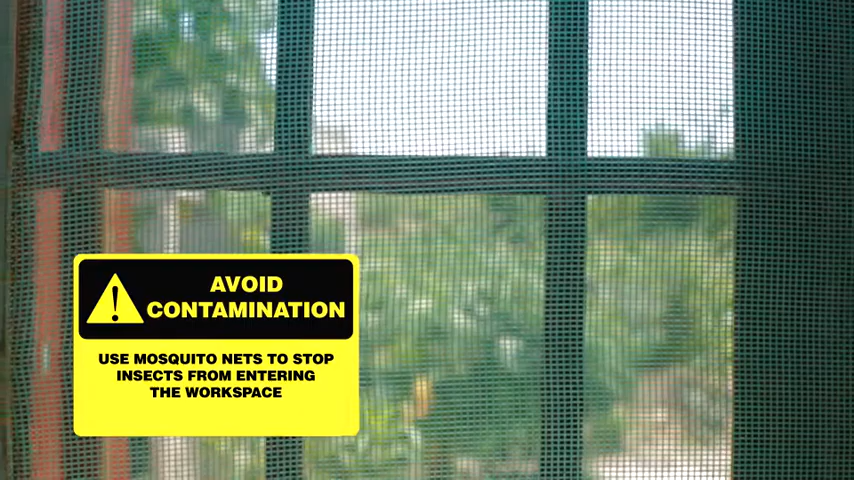 AVOID
CONTAMINATION
USE MOSQUITO NETS TO STOP
INSECTS FROM ENTERING
THE WORKSPACE